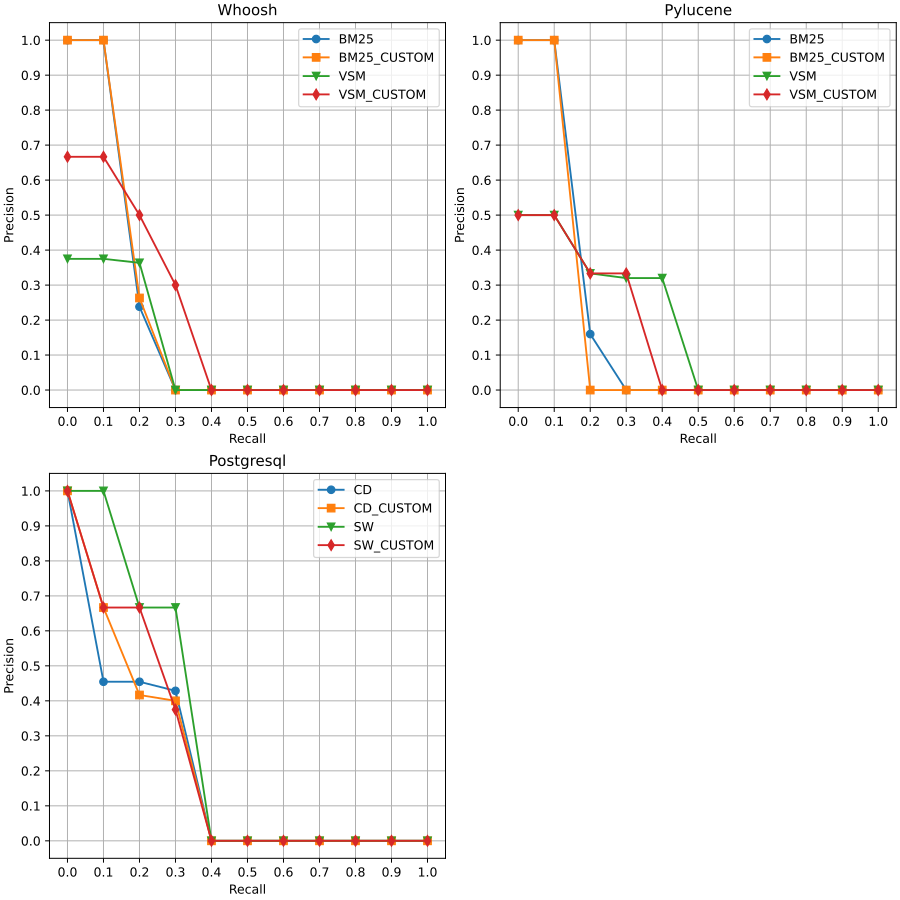 Whoosh
Precision
1.0
0.9
0.8
0.7
0.6
0.5
0.4
0.3
0.2
0.1
0.0
BM25
BM25_CUSTOM
VSM
VSM_CUSTOM
0.0 0.1 0.2 0.3 0.4 0.5 0.6 0.7 0.8 0.9 1.0
Recall
Pylucene
Precision
1.0
0.9
0.8
0.7
0.6
0.5
0.4
0.3
0.2
0.1
0.0
BM25
BM25_CUSTOM
VSM
VSM_CUSTOM
0.0 0.1 0.2 0.3 0.4 0.5 0.6 0.7 0.8 0.9 1.0
Recall
Postgresql
Precision
1.0
0.9
0.8
0.7
0.6
0.5
0.4
0.3
0.2
0.1
0.0
CD
CD_CUSTOM
SW
SW_CUSTOM
0.0 0.1 0.2 0.3 0.4 0.5 0.6 0.7 0.8 0.9 1.0
Recall